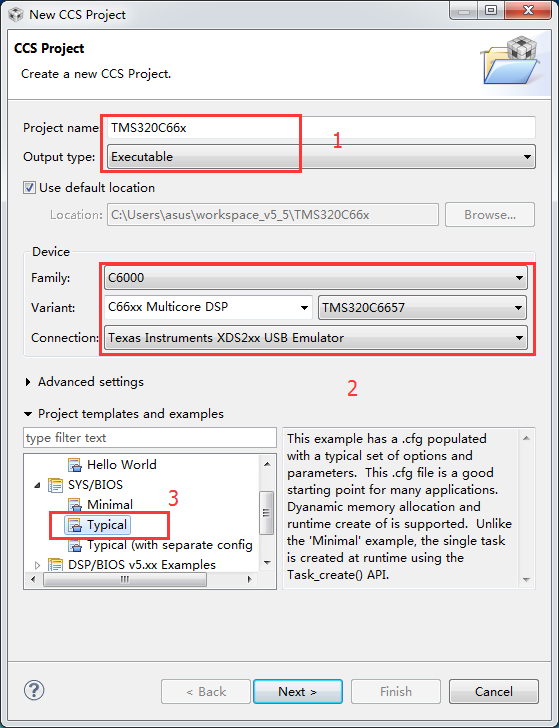 New CCS Project
CCS Project
Create a new CCS Project.
Project name: TMS320C66x
1
Output type: Executable
Use default location
Location: C:\Users\asus\workspace_v5_5\TMS320C66x Browse...
Device
Family: C6000
Variant: C66xx Multicore DSP TMS320C6657
Connection: Texas Instruments XDS2xx USB Emulator
Advanced settings
2
Project templates and examples
type filter text
Hello World
SYS/BIOS
Minimal
3
Typical
Typical (with separate config
DSP/BIOS v5.xx Examples
This example has a .cfg populated
with a typical set of options and
parameters. This .cfg file is a good
starting point for many applications.
Dyanamic memory allocation and
runtime create of is supported. Unlike
the 'Minimal' example, the single task
is created at runtime using the
Task_create() API.
?
< Back Next > Finish Cancel